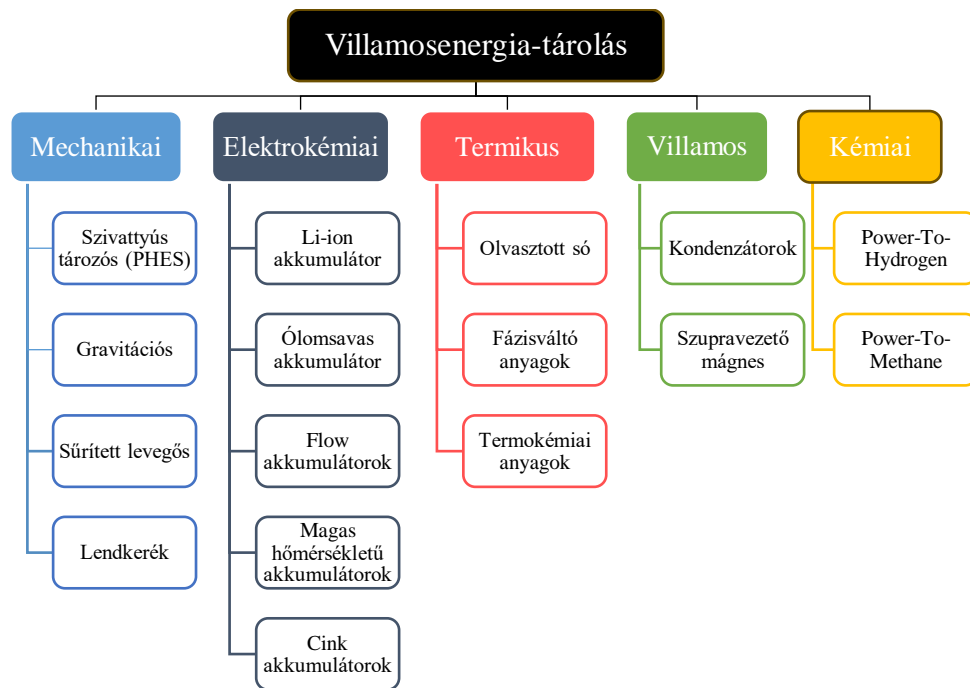 Villamosenergia-tárolás
Mechanikai
Szivattyús
tározós (PHES)
Gravitációs
Sűrített levegős
Lendkerék
Elektrokémiai
Li-ion
akkumulátor
Ólomsavas
akkumulátor
Flow
akkumulátorok
Magas
hőmérsékletű
akkumulátorok
Cink
akkumulátorok
Termikus
Olvasztott só
Fázisváltó
anyagok
Termokémiai
anyagok
Villamos
Kondenzátorok
Szupravezető
mágnes
Kémiai
Power-To-
Hydrogen
Power-To-
Methane